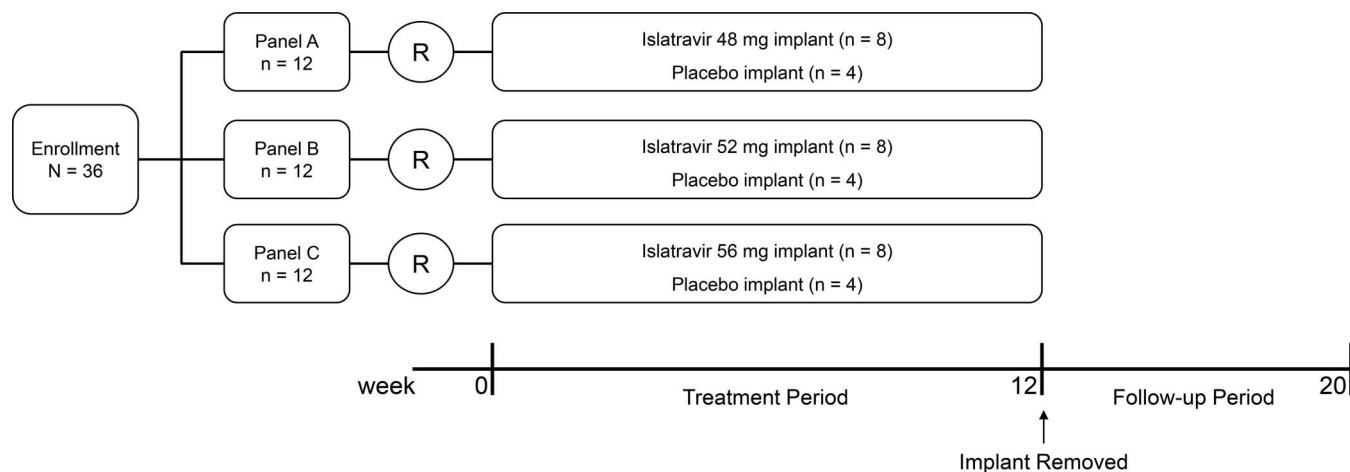 Enrollment
N = 36
Panel A
n = 12
R
Islatravir 48 mg implant (n = 8)
Placebo implant (n = 4)
Panel B
n = 12
R
Islatravir 52 mg implant (n = 8)
Placebo implant (n = 4)
Panel C
n = 12
R
Islatravir 56 mg implant (n = 8)
Placebo implant (n = 4)
week
0
Treatment Period
12
Follow-up Period
20
Implant Removed